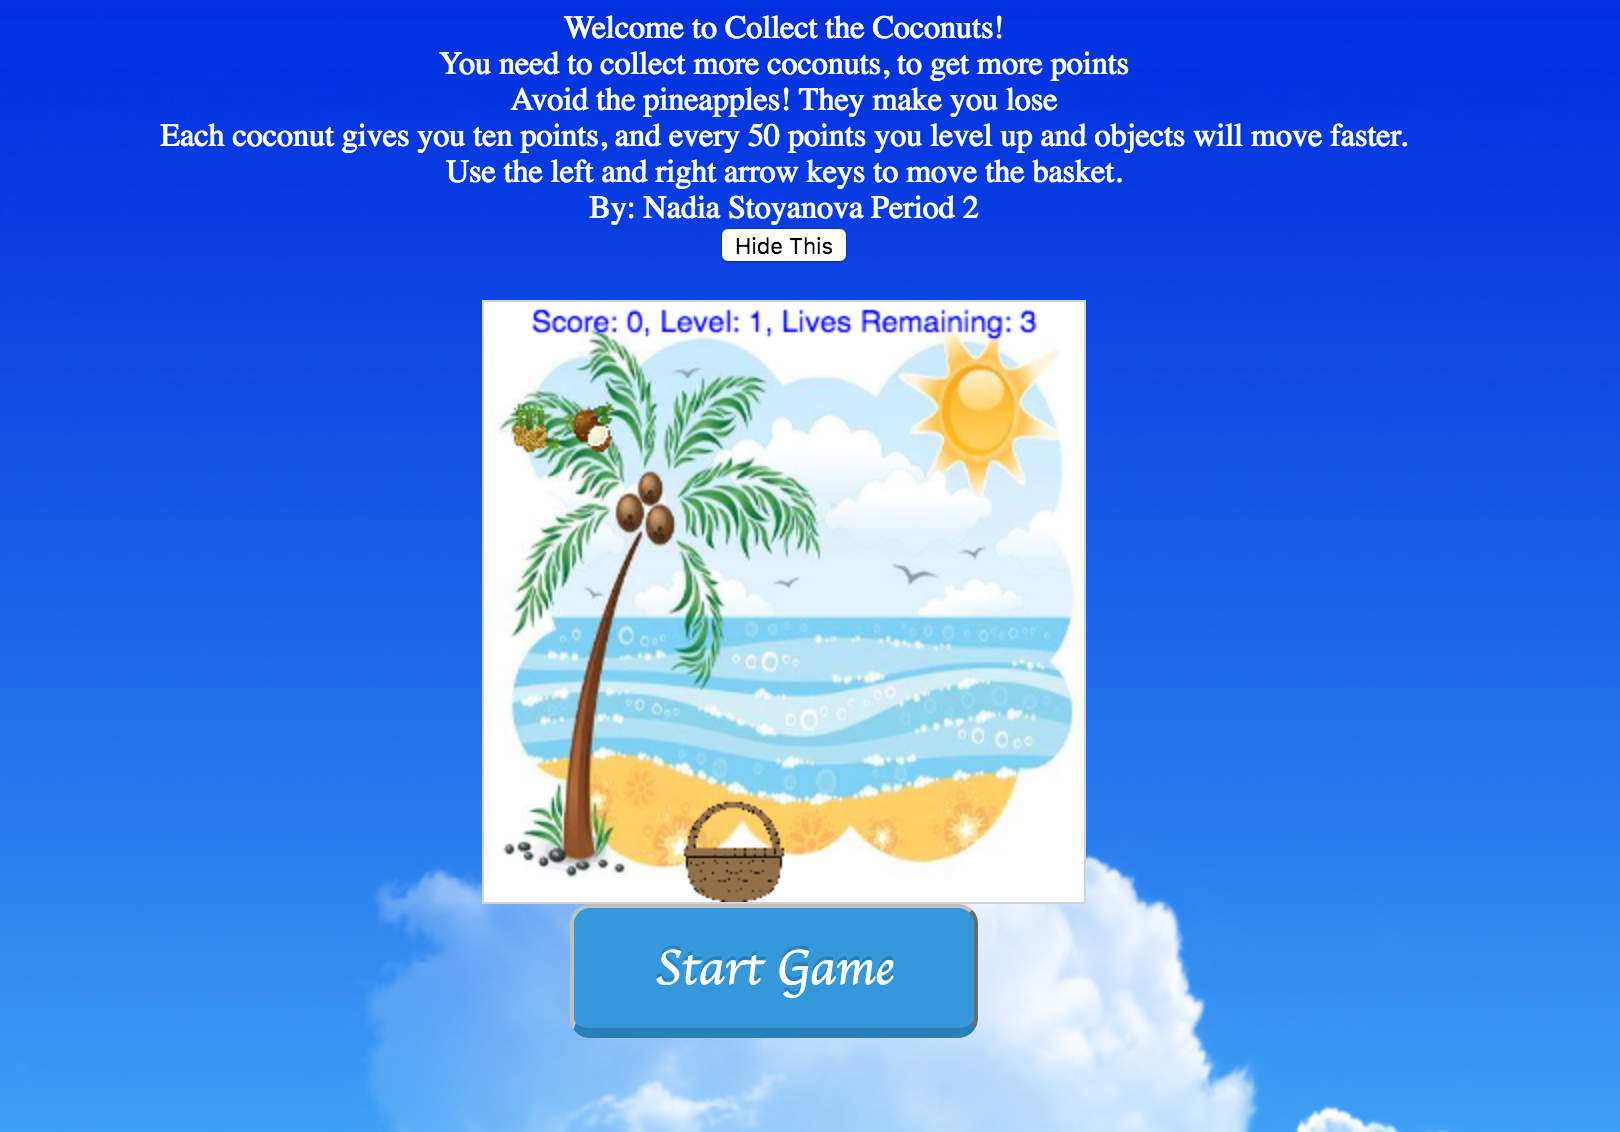 Welcome to Collect the Coconuts!
You need to collect more coconuts, to get more points
Avoid the pineapples! They make you lose
Each coconut gives you ten points, and every 50 points you level up and objects will move faster.
Use the left and right arrow keys to move the basket.
By: Nadia Stoyanova Period 2
Hide This
Score: 0, Level: 1, Lives Remaining: 3
Start Game